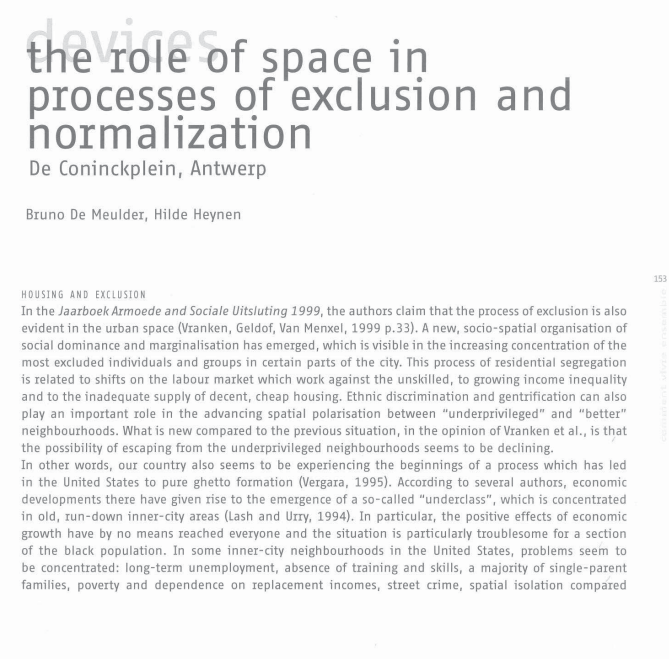 devices
the role of space in
processes of exclusion and
normalization
De Coninckplein, Antwerp
Bruno De Meulder, Hilde Heynen
153
HOUSING AND EXCLUSION
In the Jaarboek Armoede and Sociale Uitsluting 1999, the authors claim that the process of exclusion is also
evident in the urban space (Vranken, Geldof, Van Menxel, 1999 p.33). A new, socio-spatial organisation of
social dominance and marginalisation has emerged, which is visible in the increasing concentration of the
most excluded individuals and groups in certain parts of the city. This process of residential segregation
is related to shifts on the labour market which work against the unskilled, to growing income inequality
and to the inadequate supply of decent, cheap housing. Ethnic discrimination and gentrification can also
play an important role in the advancing spatial polarisation between "underprivileged" and "better"
neighbourhoods. What is new compared to the previous situation, in the opinion of Vranken et al., is that
the possibility of escaping from the underprivileged neighbourhoods seems to be declining.
In other words, our country also seems to be experiencing the beginnings of a process which has led
in the United States to pure ghetto formation (Vergara, 1995). According to several authors, economic
developments there have given rise to the emergence of a so-called "underclass", which is concentrated
in old, run-down inner-city areas (Lash and Urry, 1994). In particular, the positive effects of economic
growth have by no means reached everyone and the situation is particularly troublesome for a section
of the black population. In some inner-city neighbourhoods in the United States, problems seem to
be concentrated: long-term unemployment, absence of training and skills, a majority of single-parent
families, poverty and dependence on replacement incomes, street crime, spatial isolation compared